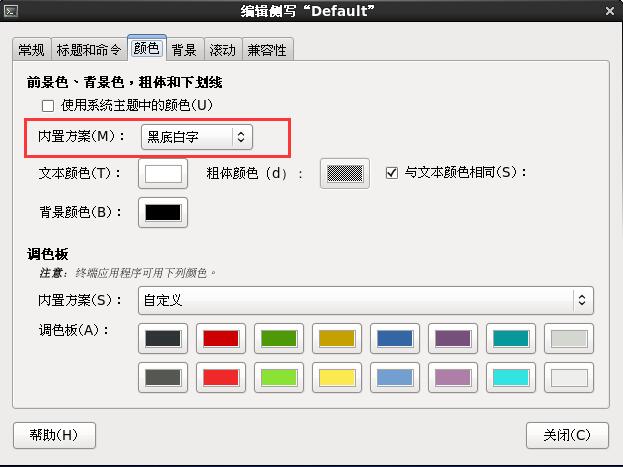 编辑侧写“Default”
常规 标题和命令 颜色 背景 滚动 兼容性
前景色、背景色，粗体和下划线
使用系统主题中的颜色(U)
内置方案(M)： 黑底白字
文本颜色(T)： 粗体颜色（d）： 与文本颜色相同(S)：
背景颜色(B)：
调色板
注意：终端应用程序可用下列颜色。
内置方案(S)： 自定义
调色板(A)：
帮助(H) 关闭(C)